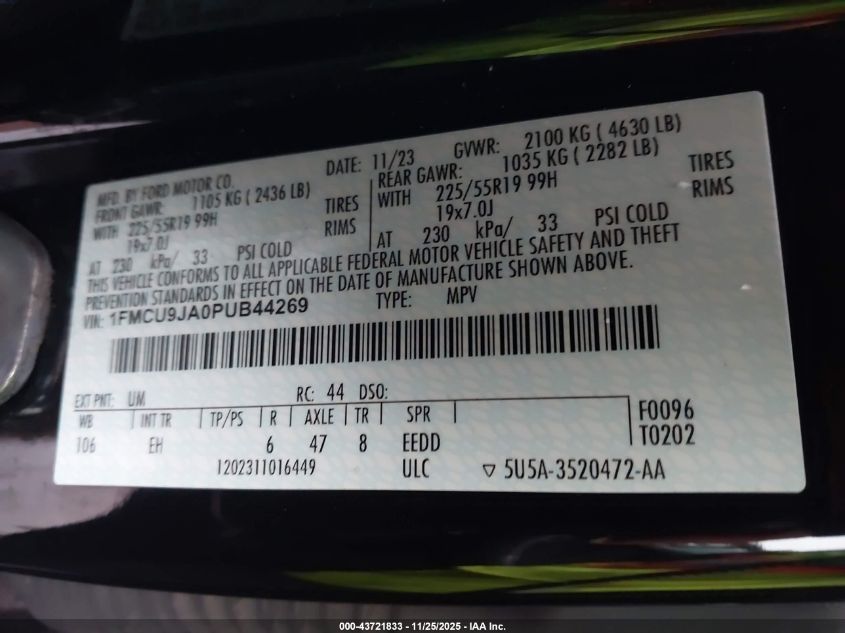 MFD. BY FORD MOTOR CO.
DATE: 11/23 GVWR: 2100 KG ( 4630 LB)
FRONT GAWR: 1105 KG ( 2436 LB)
WITH 225/55R19 99H TIRES
19x7.0J RIMS
AT 230 kPa/ 33 PSI COLD
REAR GAWR: 1035 KG ( 2282 LB)
WITH 225/55R19 99H TIRES
19x7.0J RIMS
AT 230 kPa/ 33 PSI COLD
THIS VEHICLE CONFORMS TO ALL APPLICABLE FEDERAL MOTOR VEHICLE SAFETY AND THEFT
PREVENTION STANDARDS IN EFFECT ON THE DATE OF MANUFACTURE SHOWN ABOVE.
VIN: 1FMCU9JA0PUB44269 TYPE: MPV
EXT PNT: UM RC: 44 DSO:
WB INT TR TP/PS R AXLE TR SPR F0096
106 EH 6 47 8 EEDD T0202
1202311016449 ULC ▽ 5U5A-3520472-AA
000-43721833 - 11/25/2025 - IAA Inc.